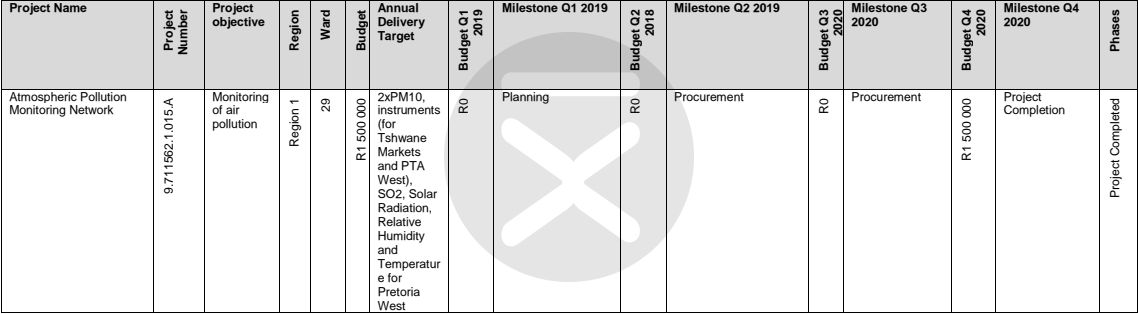 Project Name
Project
Number
Project
objective
Region
Ward
Budget
Annual
Delivery
Target
Budget Q1
2019
Milestone Q1 2019
Budget Q2
2018
Milestone Q2 2019
Budget Q3
2020
Milestone Q3
2020
Budget Q4
2020
Milestone Q4
2020
Phases
Atmospheric Pollution
Monitoring Network
9.711562.1.015.A
Monitoring
of air
pollution
Region 1
29
R1 500 000
2xPM10,
instruments
(for
Tshwane
Markets
and PTA
West),
SO2, Solar
Radiation,
Relative
Humidity
and
Temperatur
e for
Pretoria
West
R0
Planning
R0
Procurement
R0
Procurement
R1 500 000
Project
Completion
Project Completed